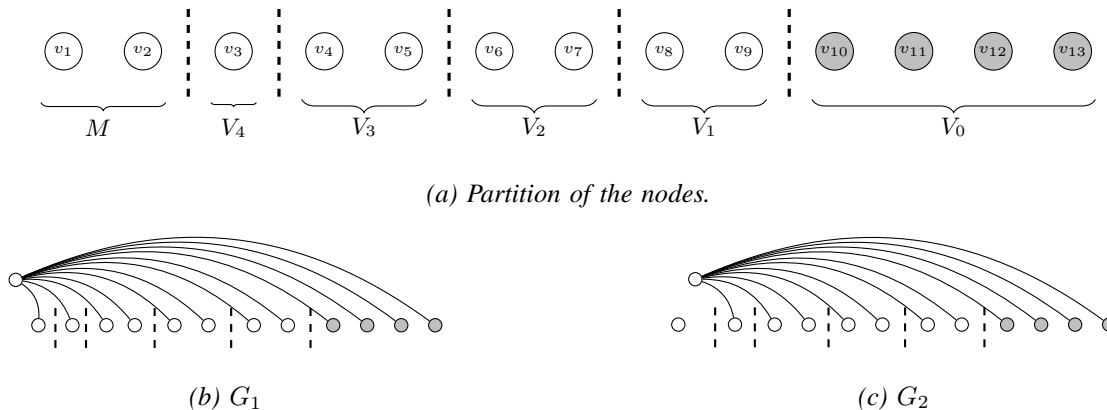 v1 v2 v3 v4 v5 v6 v7 v8 v9 v10 v11 v12 v13
M V4 V3 V2 V1 V0
(a) Partition of the nodes.
(b) G1 (c) G2